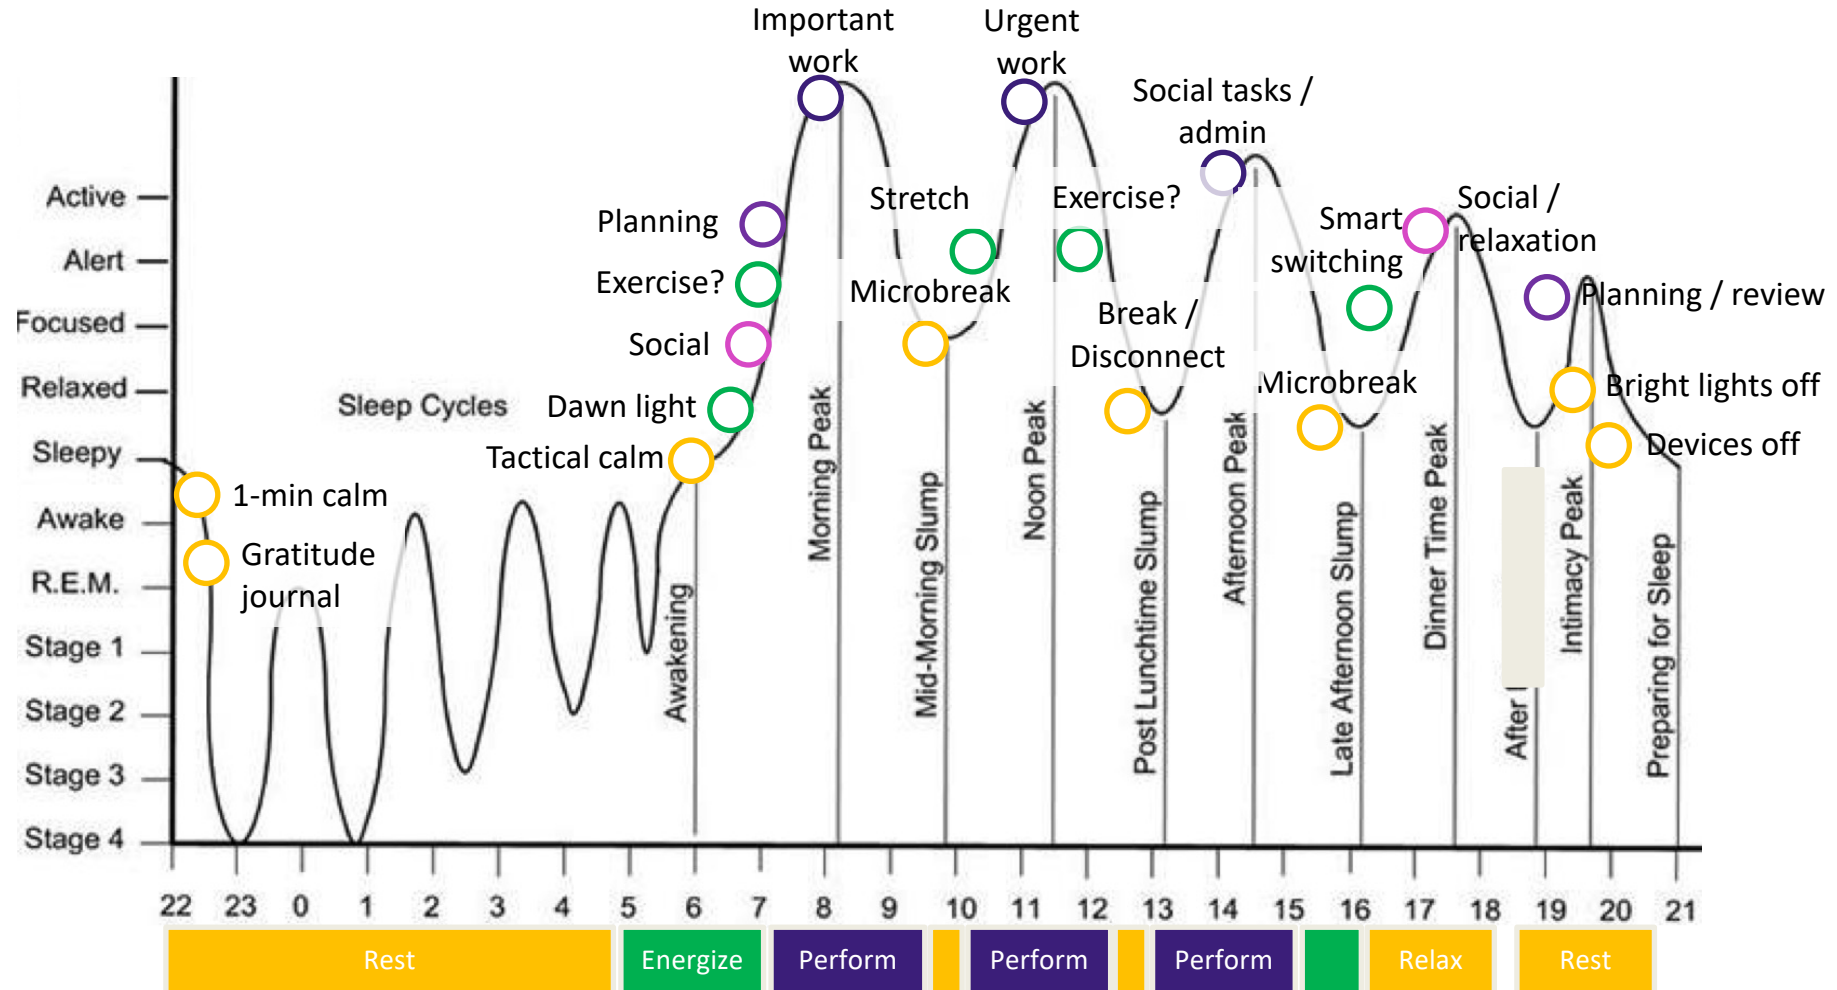 Important
work
Urgent
work
Social tasks /
admin
Active
Alert
Focused
Relaxed
Sleepy
Awake
R.E.M.
Stage 1
Stage 2
Stage 3
Stage 4
Planning
Exercise?
Social
Dawn light
Tactical calm
Sleep Cycles
1-min calm
Gratitude
journal
Stretch
Microbreak
Exercise?
Break /
Disconnect
Smart
switching
Microbreak
Social /
relaxation
Planning / review
Bright lights off
Devices off
Awakening
Morning Peak
Mid-Morning Slump
Noon Peak
Post Lunchtime Slump
Afternoon Peak
Late Afternoon Slump
Dinner Time Peak
After
Intimacy Peak
Preparing for Sleep
22 23 0 1 2 3 4 5 6 7 8 9 10 11 12 13 14 15 16 17 18 19 20 21
Rest
Energize
Perform
Perform
Perform
Relax
Rest